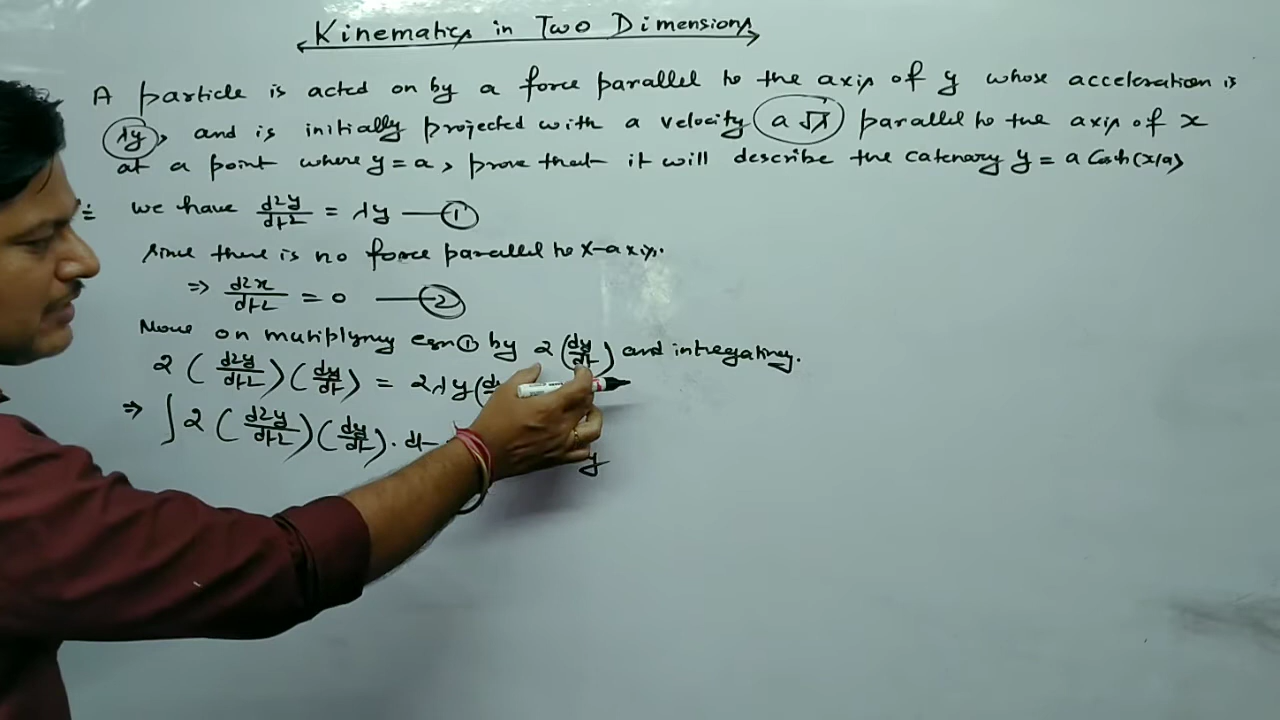 Kinematics in Two Dimensions
A particle is acted on by a force parallel to the axis of y whose acceleration is
λy, and is initially projected with a velocity a√λ parallel to the axis of x
at a point where y = a, prove that it will describe the catenary y = a Cosh(x/a)
:- We have d2y/dt2 = λy — ①
Since there is no force parallel to X-axis.
⇒ d2x/dt2 = 0 — ②
Now on multiplying eqn ① by 2 (dy/dt) and intregating.
2 (d2y/dt2) (dy/dt) = 2λy (
⇒ ∫ 2 (d2y/dt2) (dy/dt) . dt
y